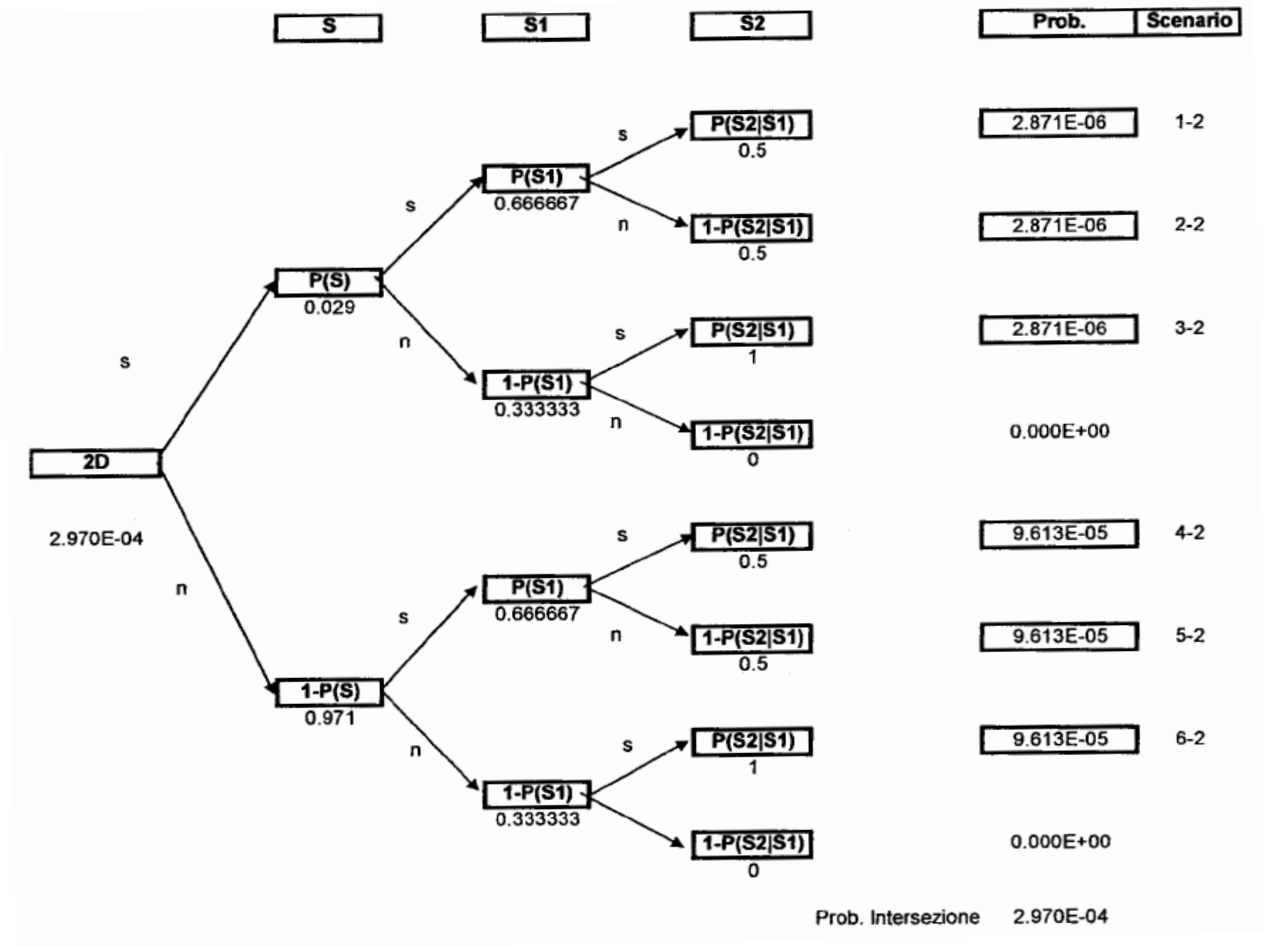 S S1 S2 Prob. Scenario
s P(S2|S1) 2.871E-06 1-2
0.5
P(S1)
0.666667
s
n 1-P(S2|S1) 2.871E-06 2-2
0.5
P(S)
0.029
s P(S2|S1) 2.871E-06 3-2
1
n
s
1-P(S1)
0.333333
n 1-P(S2|S1) 0.000E+00
0
2D
2.970E-04
s P(S2|S1) 9.613E-05 4-2
0.5
n
P(S1)
0.666667
s
n 1-P(S2|S1) 9.613E-05 5-2
0.5
1-P(S)
0.971
n
s P(S2|S1) 9.613E-05 6-2
1
1-P(S1)
0.333333
1-P(S2|S1) 0.000E+00
0
Prob. Intersezione 2.970E-04